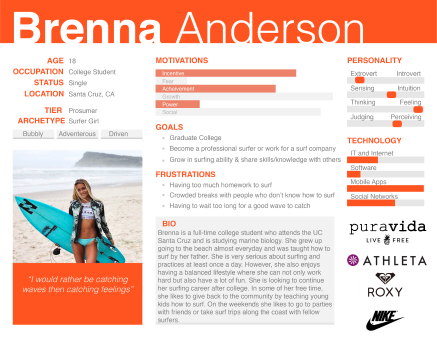 Brenna Anderson
AGE 18
OCCUPATION College Student
STATUS Single
LOCATION Santa Cruz, CA
TIER Prosumer
ARCHETYPE Surfer Girl
Bubbly Adventerous Driven
"I would rather be catching
waves then catching feelings"
MOTIVATIONS
Incentive
Fear
Achievement
Growth
Power
Social
GOALS
Graduate College
Become a professional surfer or work for a surf company
Grow in surfing ability & share skills/knowledge with others
FRUSTRATIONS
Having too much homework to surf
Crowded breaks with people who don't know how to surf
Having to wait too long for a good wave to catch
BIO
Brenna is a full-time college student who attends the UC
Santa Cruz and is studying marine biology. She grew up
going to the beach almost everyday and was taught how to
surf by her father. She is very serious about surfing and
practices at least once a day. However, she also enjoys
having a balanced lifestyle where she can not only work
hard but also have a lot of fun. She is looking to continue
her surfing career after college. In some of her free time,
she likes to give back to the community by teaching young
kids how to surf. On the weekends she likes to go to parties
with friends or take surf trips along the coast with fellow
surfers.
PERSONALITY
Extrovert Introvert
Sensing Intuition
Thinking Feeling
Judging Perceiving
TECHNOLOGY
IT and Internet
Software
Mobile Apps
Social Networks
puravida
LIVE FREE
ATHLETA
ROXY
NIKE